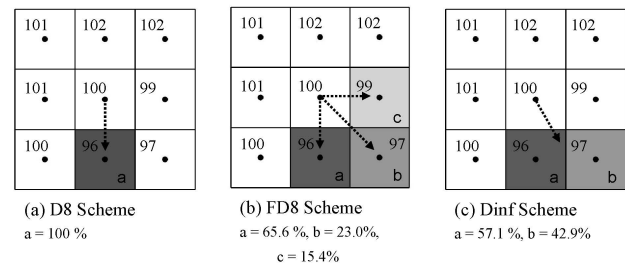 101 102 102
101 100 99
100 96 97
a
(a) D8 Scheme
a = 100 %
101 102 102
101 100 99
c
100 96 97
a b
(b) FD8 Scheme
a = 65.6 %, b = 23.0%,
c = 15.4%
101 102 102
101 100 99
100 96 97
a b
(c) Dinf Scheme
a = 57.1 %, b = 42.9%